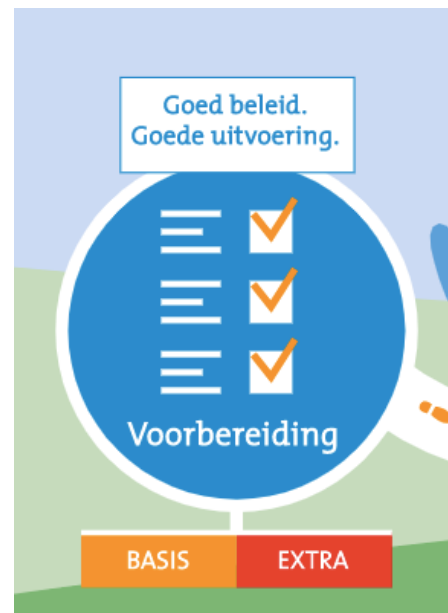 Goed beleid.
Goede uitvoering.
Voorbereiding
BASIS
EXTRA